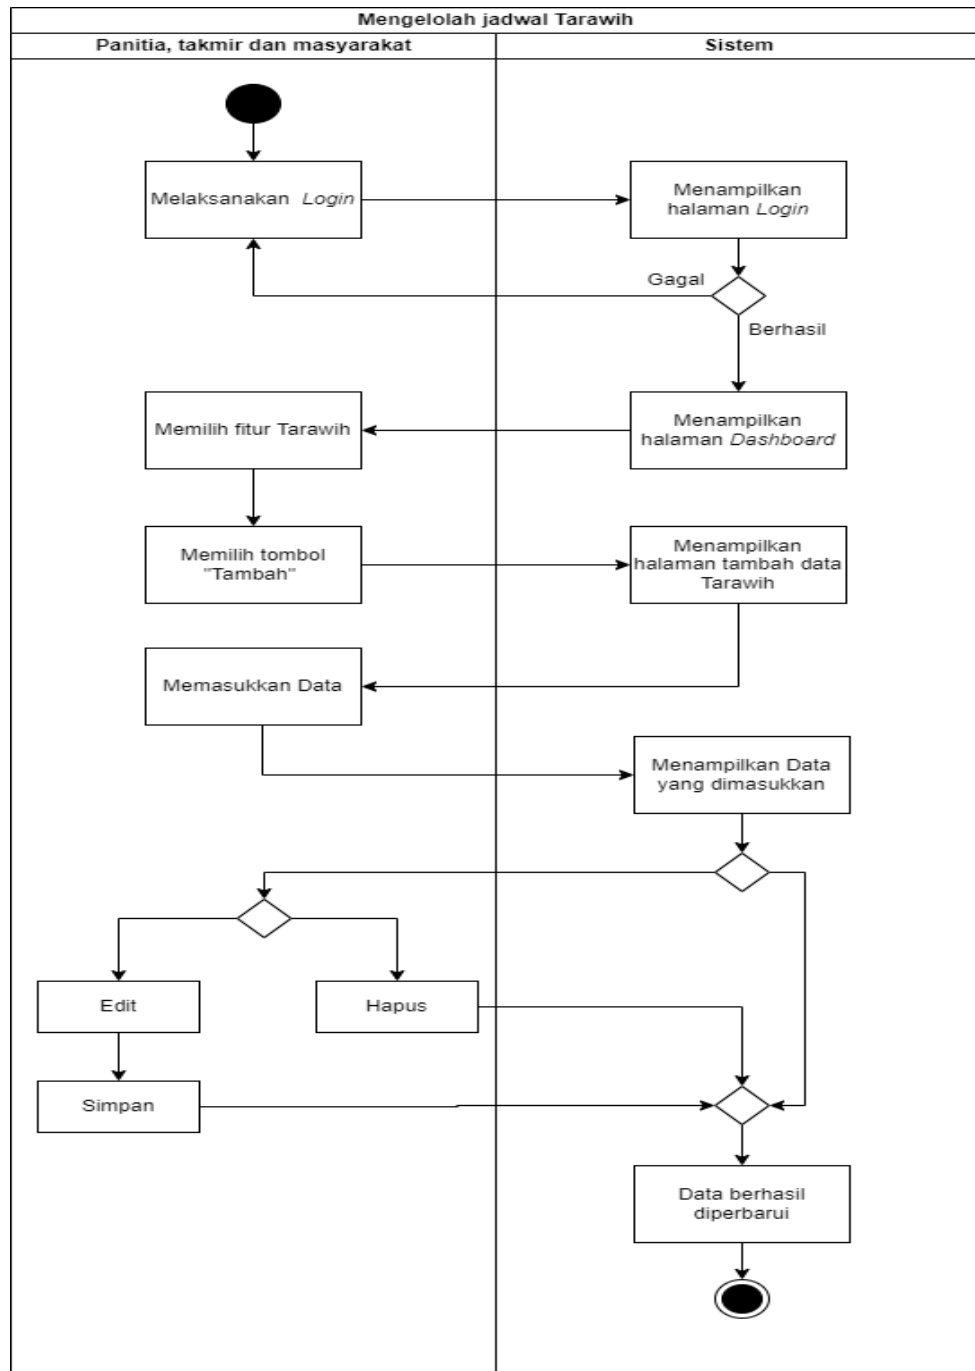 Mengelolah jadwal Tarawih
Panitia, takmir dan masyarakat
Sistem
Melaksanakan Login
Menampilkan
halaman Login
Gagal
Berhasil
Memilih fitur Tarawih
Menampilkan
halaman Dashboard
Memilih tombol
"Tambah"
Menampilkan
halaman tambah data
Tarawih
Memasukkan Data
Menampilkan Data
yang dimasukkan
Edit
Hapus
Simpan
Data berhasil
diperbarui